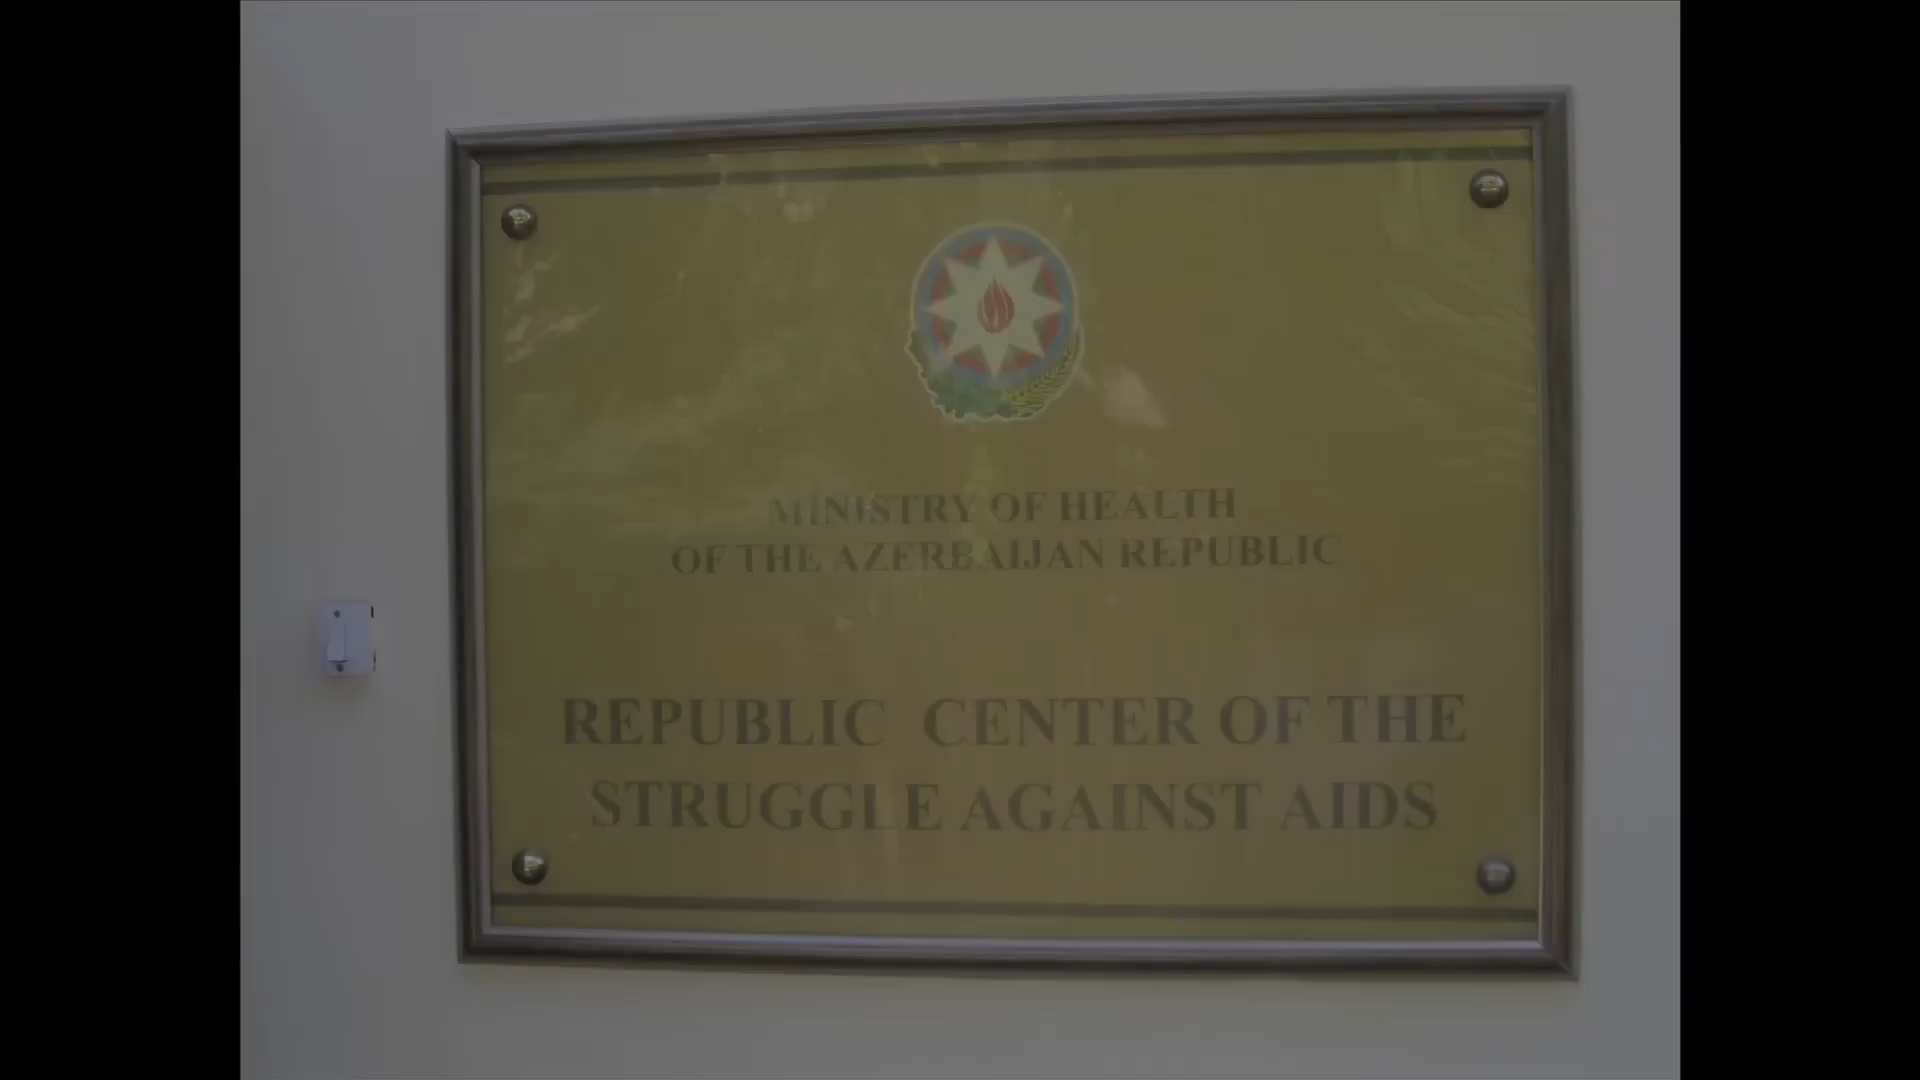 MINISTRY OF HEALTH
OF THE AZERBAIJAN REPUBLIC
REPUBLIC CENTER OF THE
STRUGGLE AGAINST AIDS